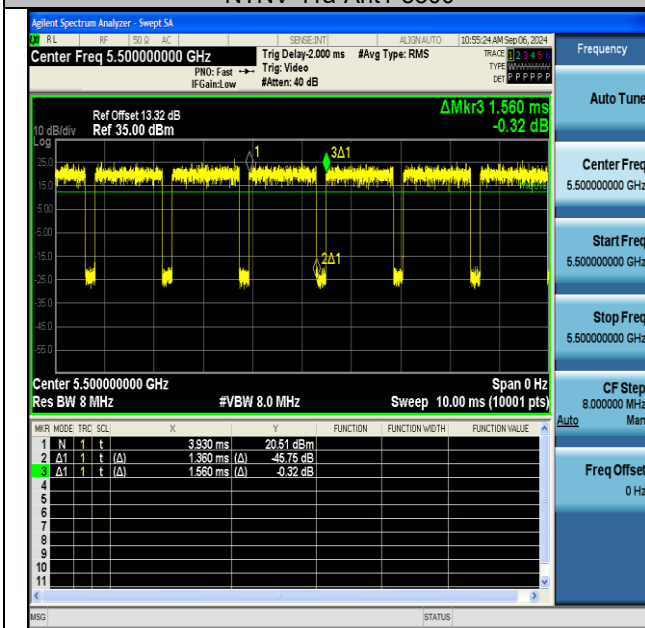 Agilent Spectrum Analyzer - Swept SA
RL RF 50 Ω AC SENSE:INT ALIGN AUTO 10:55:24 AM Sep 06, 2024
Center Freq 5.500000000 GHz
PNO: Fast
IFGain:Low
Trig Delay-2.000 ms
Trig: Video
#Atten: 40 dB
#Avg Type: RMS
TRACE 1 2 3 4 5 6
TYPE
DET P P P P P P
Frequency
Auto Tune
Center Freq
5.500000000 GHz
Start Freq
5.500000000 GHz
Stop Freq
5.500000000 GHz
CF Step
8.000000 MHz
Auto Man
Freq Offset
0 Hz
ΔMkr3 1.560 ms
-0.32 dB
Ref Offset 13.32 dB
10 dB/div Ref 35.00 dBm
Log
25.0
15.0
5.00
-5.00
-15.0
-25.0
-35.0
-45.0
-55.0
1
3Δ1
2Δ1
Center 5.500000000 GHz Span 0 Hz
Res BW 8 MHz #VBW 8.0 MHz Sweep 10.00 ms (10001 pts)
MKR MODE TRC SCL X Y FUNCTION FUNCTION WIDTH FUNCTION VALUE
1 N 1 t 3.930 ms 20.51 dBm
2 Δ1 1 t (Δ) 1.360 ms (Δ) -45.75 dB
3 Δ1 1 t (Δ) 1.560 ms (Δ) -0.32 dB
4
5
6
7
8
9
10
11
MSG STATUS